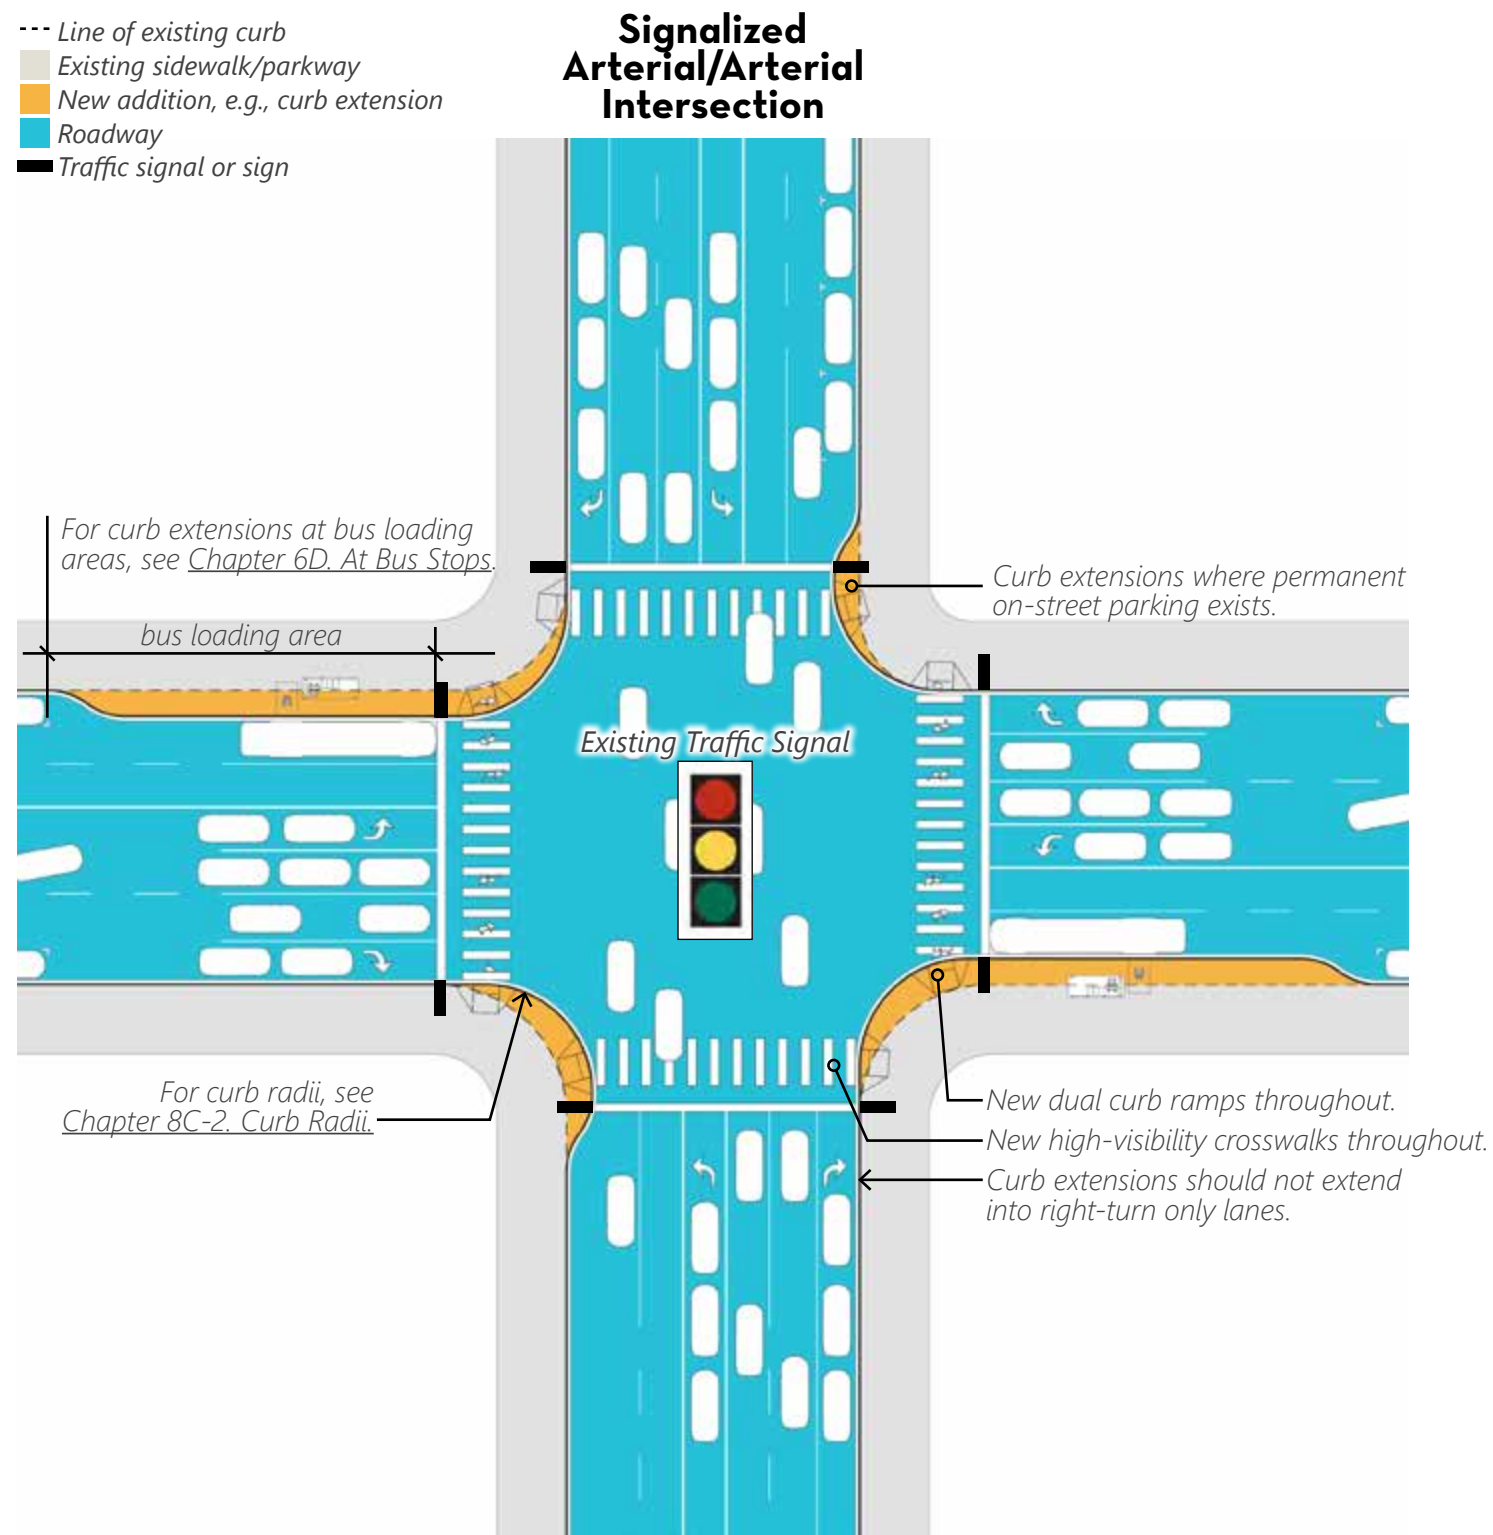 Line of existing curb
Existing sidewalk/parkway
New addition, e.g., curb extension
Roadway
Traffic signal or sign
Signalized
Arterial/Arterial
Intersection
For curb extensions at bus loading
areas, see Chapter 6D. At Bus Stops.
bus loading area
Curb extensions where permanent
on-street parking exists.
Existing Traffic Signal
For curb radii, see
Chapter 8C-2. Curb Radii.
New dual curb ramps throughout.
New high-visibility crosswalks throughout.
Curb extensions should not extend
into right-turn only lanes.